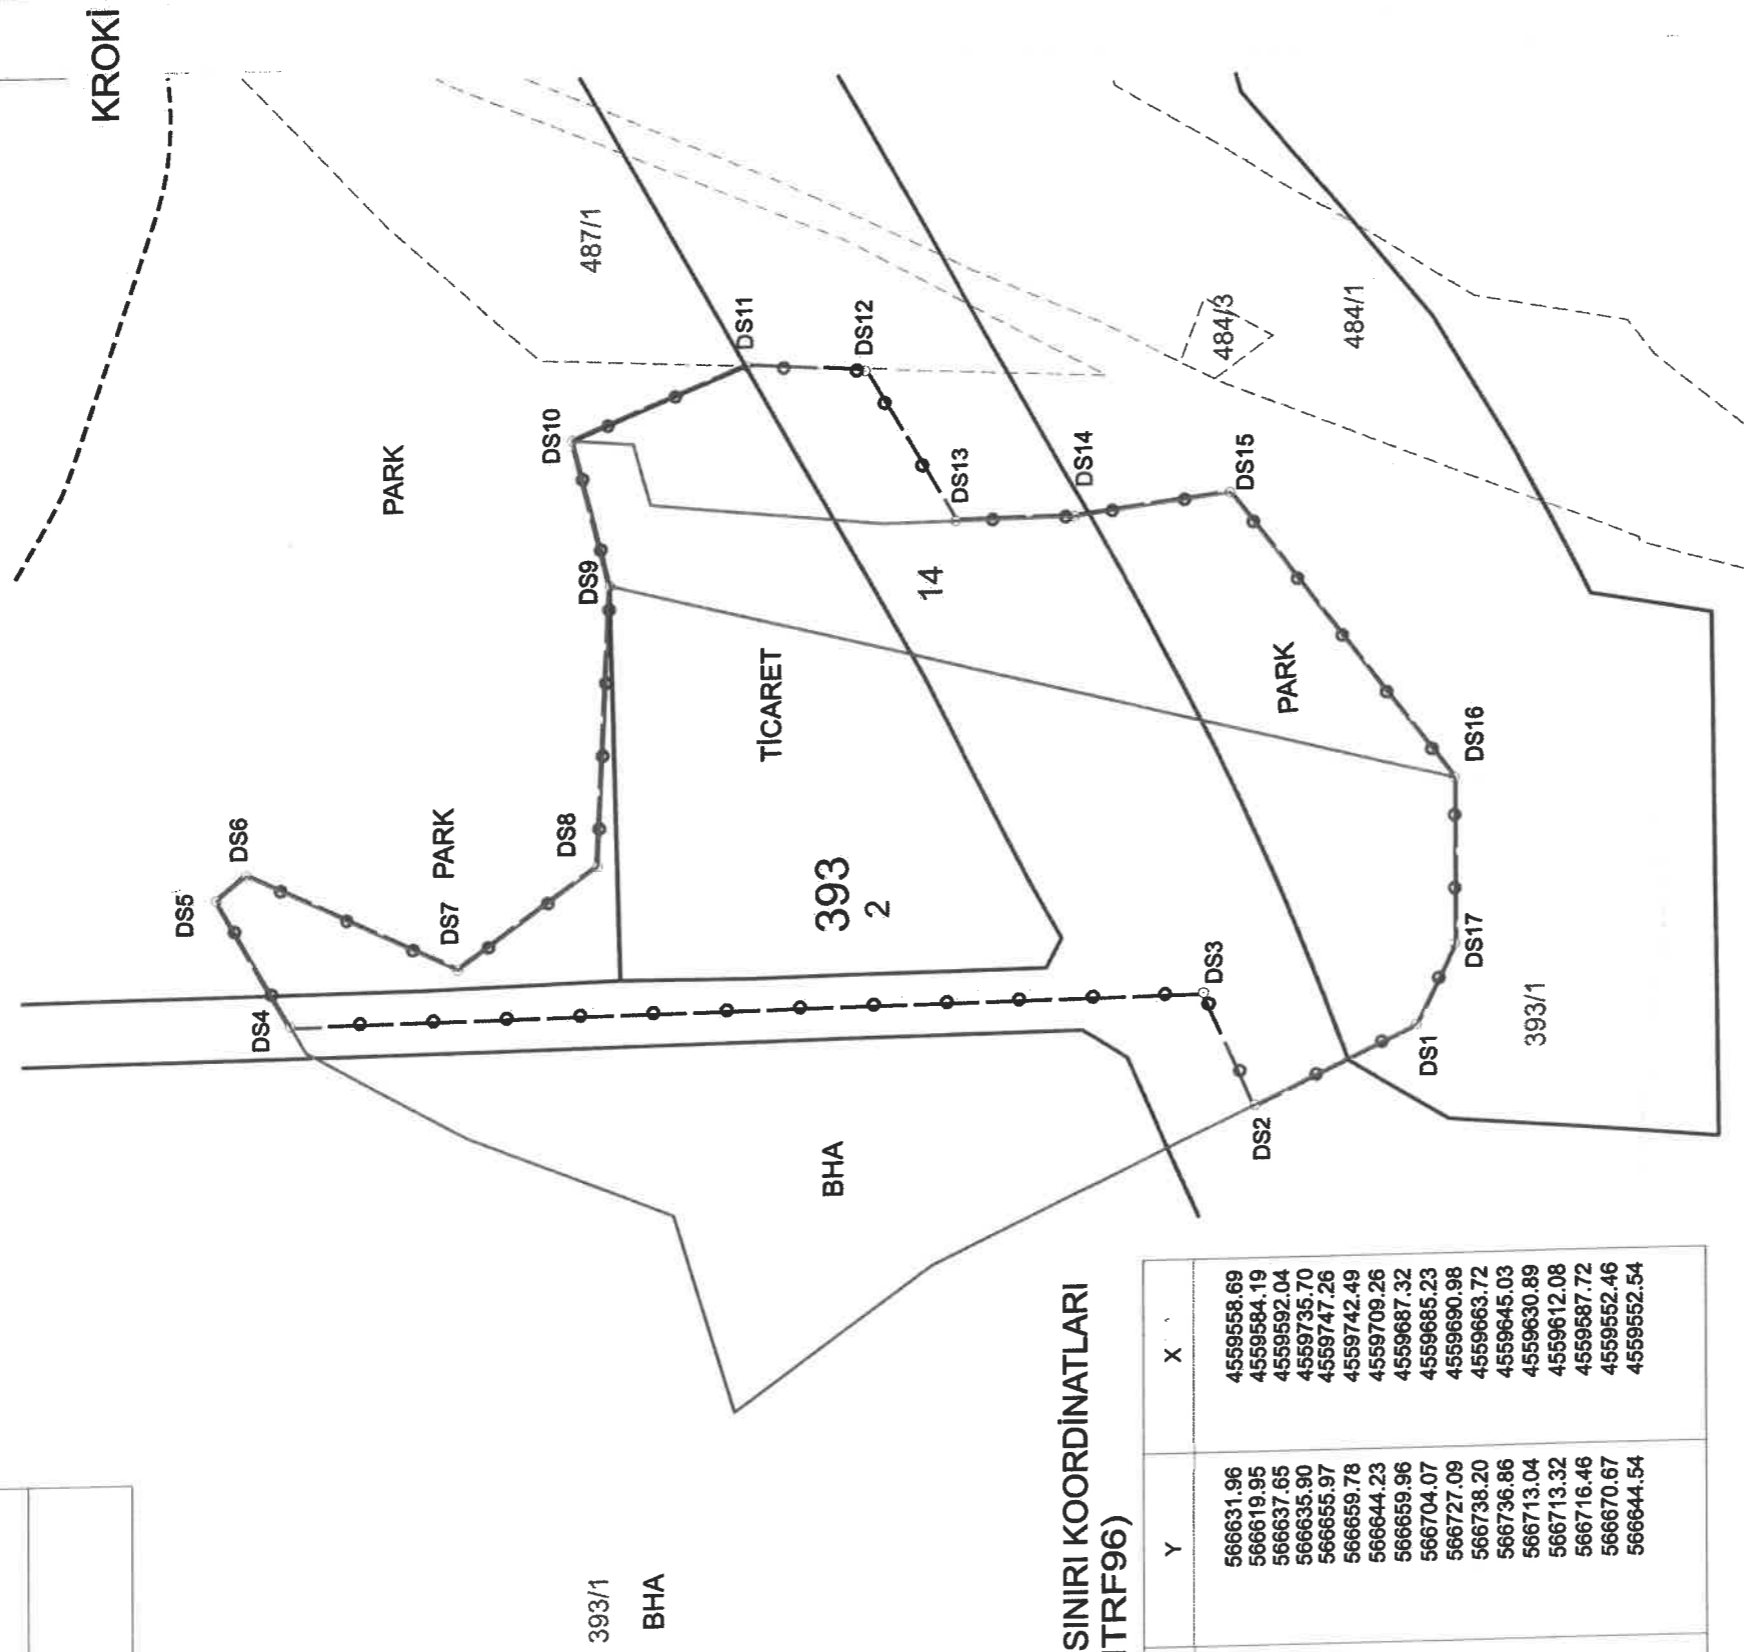 KROKİ
487/1
DS11
DS12
484/3
484/1
DS10
PARK
DS13
DS14
DS15
DS9
14
TİCARET
PARK
DS16
DS6
PARK
DS5
DS7
DS8
393
2
DS3
DS17
DS4
DS1
393/1
DS2
BHA
393/1
BHA
SINIRI KOORDİNATLARI
ITRF96)
Y X
566631.96 4559558.69
566619.95 4559584.19
566637.65 4559592.04
566635.90 4559735.70
566655.97 4559747.26
566659.78 4559742.49
566644.23 4559709.26
566659.96 4559687.32
566704.07 4559685.23
566727.09 4559690.98
566738.20 4559663.72
566736.86 4559645.03
566713.04 4559630.89
566713.32 4559612.08
566716.46 4559587.72
566670.67 4559552.46
566644.54 4559552.54